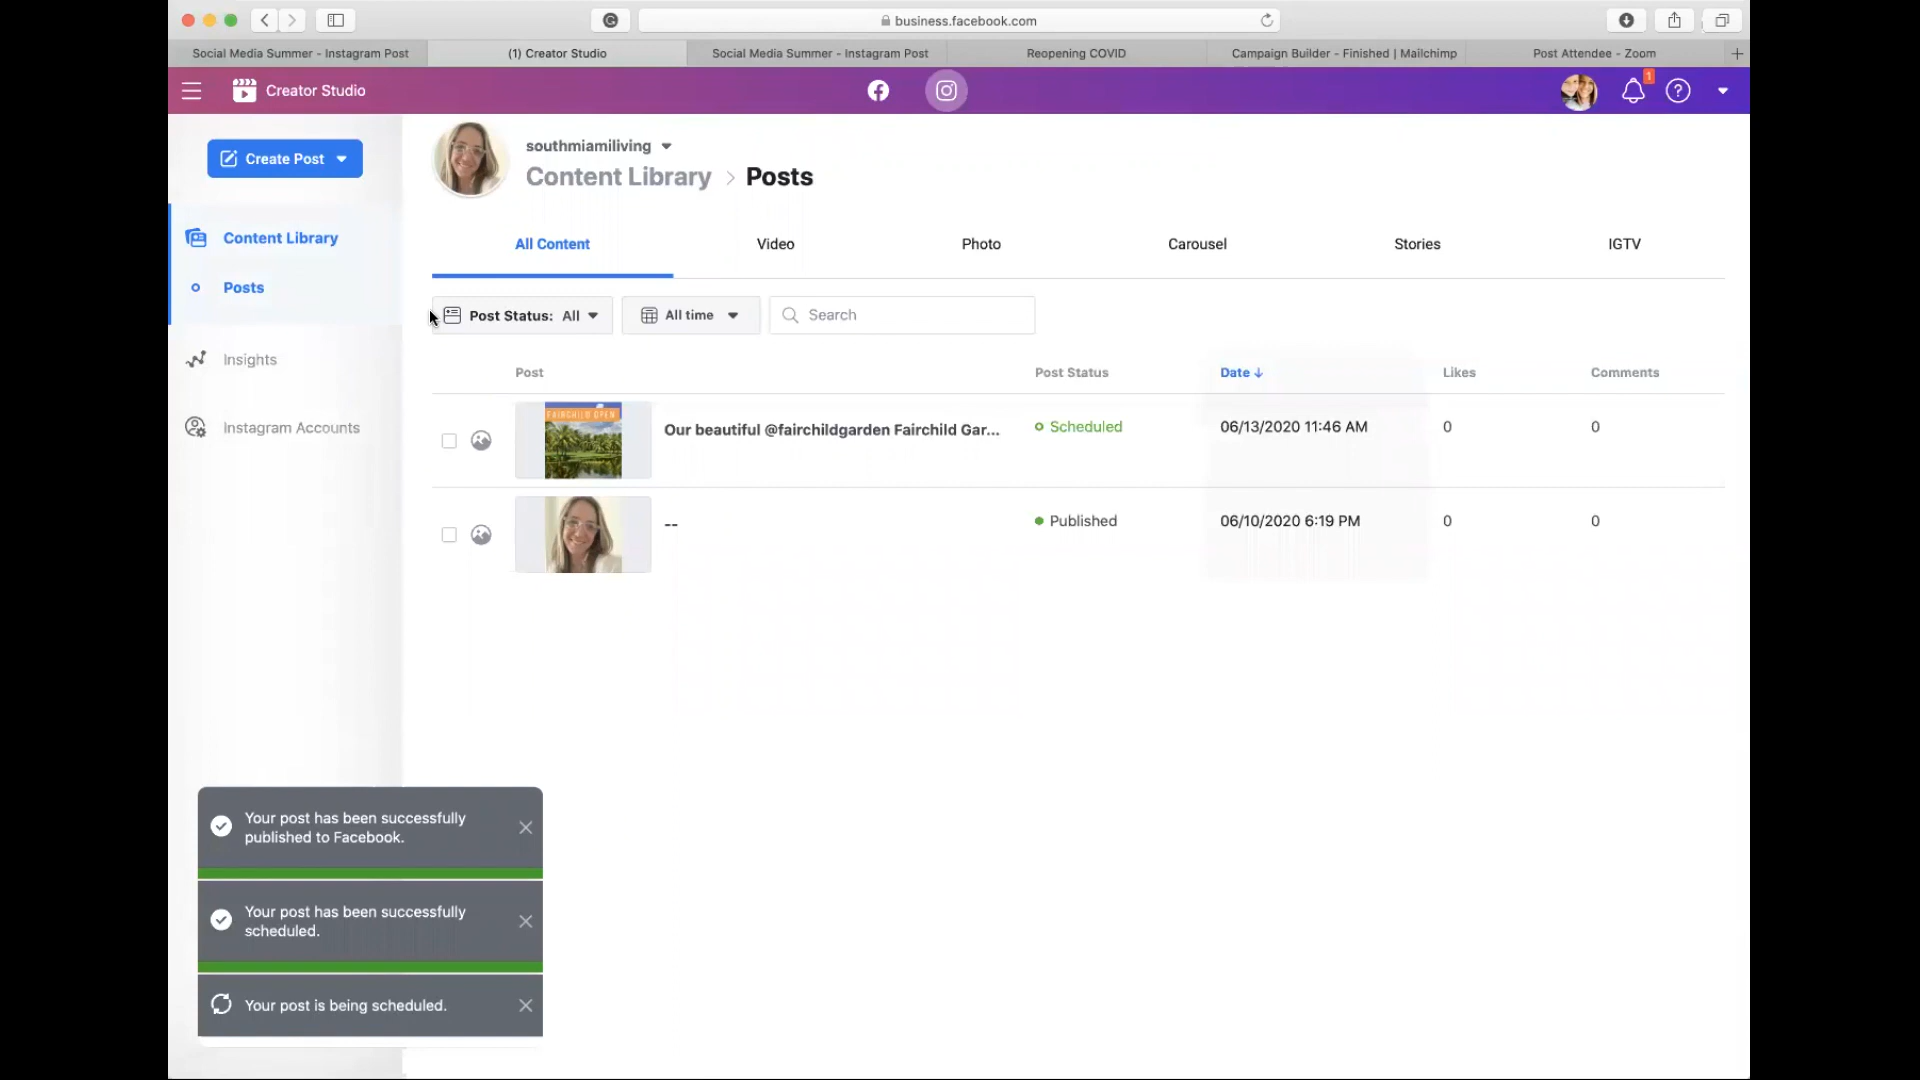 business.facebook.com
Social Media Summer - Instagram Post
(1) Creator Studio
Social Media Summer - Instagram Post
Reopening COVID
Campaign Builder - Finished | Mailchimp
Post Attendee - Zoom
Creator Studio
1
Create Post
southmiamiliving
Content Library > Posts
Content Library
Posts
Insights
Instagram Accounts
All Content
Video
Photo
Carousel
Stories
IGTV
Post Status: All
All time
Search
Post
Post Status
Date ↓
Likes
Comments
FAIRCHILD OPEN
Our beautiful @fairchildgarden Fairchild Gar...
Scheduled
06/13/2020 11:46 AM
0
0
--
Published
06/10/2020 6:19 PM
0
0
Your post has been successfully
published to Facebook.
Your post has been successfully
scheduled.
Your post is being scheduled.